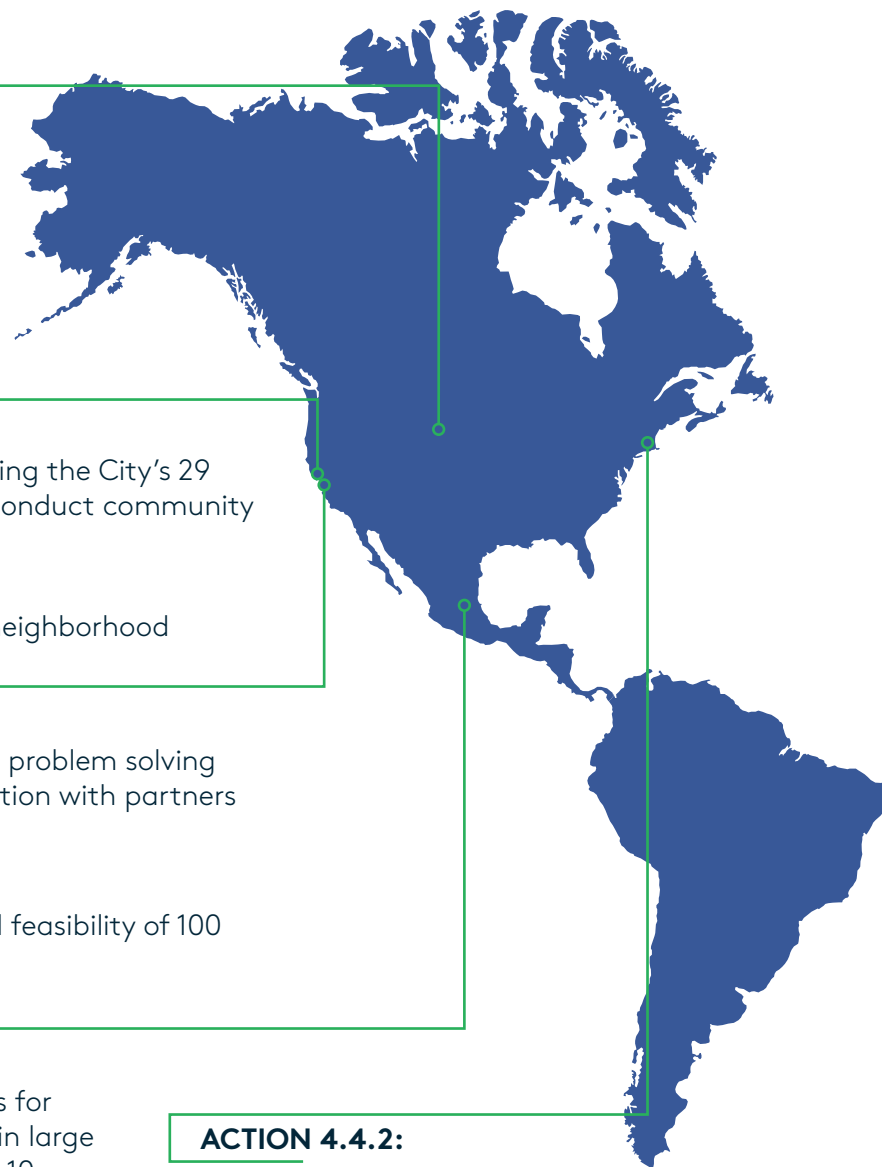 ing the City's 29
onduct community
eighborhood
problem solving
tion with partners
feasibility of 100
s for
in large
ACTION 4.4.2: